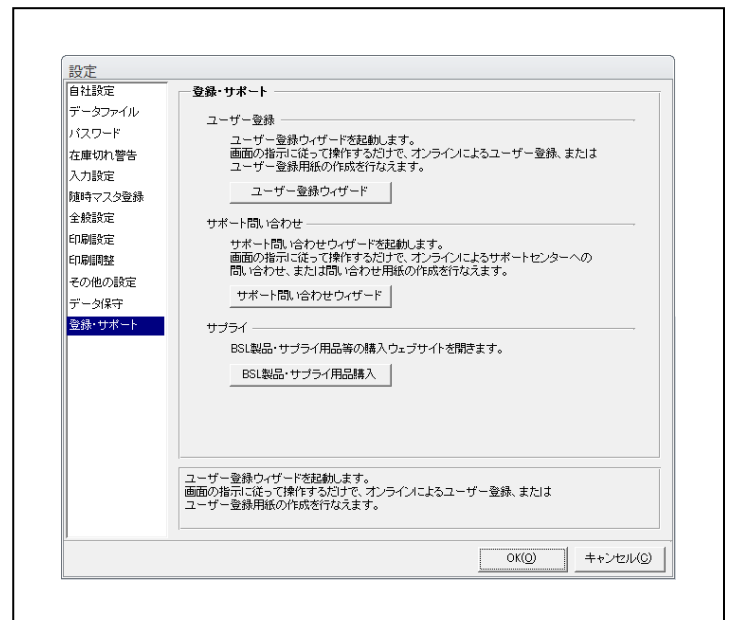 設定
自社設定
データファイル
パスワード
在庫切れ警告
入力設定
随時マスタ登録
全般設定
印刷設定
印刷調整
その他の設定
データ保守
登録・サポート
登録・サポート
ユーザー登録
ユーザー登録ウィザードを起動します。
画面の指示に従って操作するだけで、オンラインによるユーザー登録、または
ユーザー登録用紙の作成を行なえます。
ユーザー登録ウィザード
サポート問い合わせ
サポート問い合わせウィザードを起動します。
画面の指示に従って操作するだけで、オンラインによるサポートセンターへの
問い合わせ、または問い合わせ用紙の作成を行なえます。
サポート問い合わせウィザード
サプライ
BSL製品・サプライ用品等の購入ウェブサイトを開きます。
BSL製品・サプライ用品購入
ユーザー登録ウィザードを起動します。
画面の指示に従って操作するだけで、オンラインによるユーザー登録、または
ユーザー登録用紙の作成を行なえます。
OK(O)
キャンセル(C)